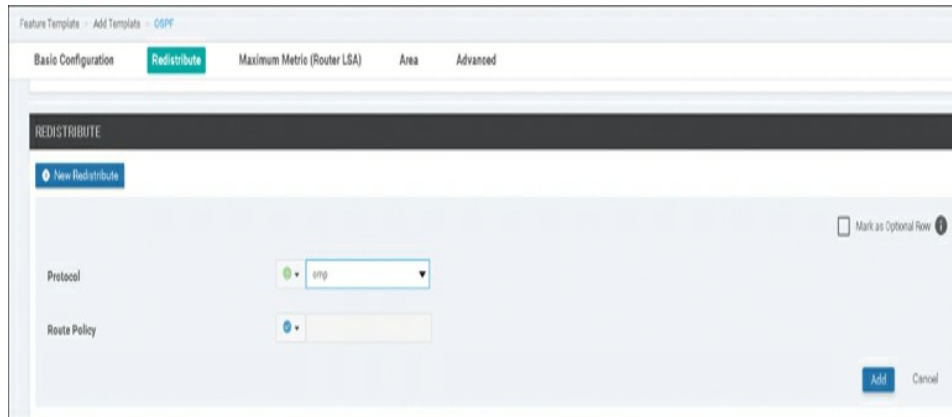 Feature Template > Add Template > OSPF
Basic Configuration Redistribute Maximum Metric (Router LSA) Area Advanced
REDISTRIBUTE
New Redistribute
Mark as Optional Row
Protocol omp
Route Policy
Add Cancel